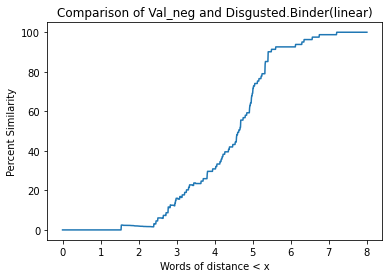 Comparison of Val_neg and Disgusted.Binder(linear)
Percent Similarity
100
80
60
40
20
0
0 1 2 3 4 5 6 7 8
Words of distance < x